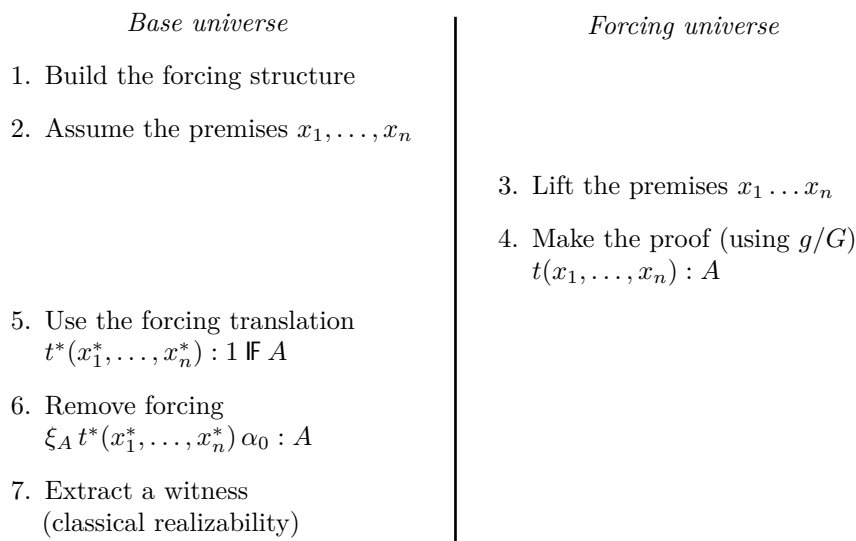 Base universe
1. Build the forcing structure
2. Assume the premises x₁, …, xₙ
5. Use the forcing translation
t*(x₁*, …, xₙ*) : 1 ⊩ A
6. Remove forcing
ξ_A t*(x₁*, …, xₙ*) α₀ : A
7. Extract a witness
(classical realizability)
Forcing universe
3. Lift the premises x₁ … xₙ
4. Make the proof (using g/G)
t(x₁, …, xₙ) : A